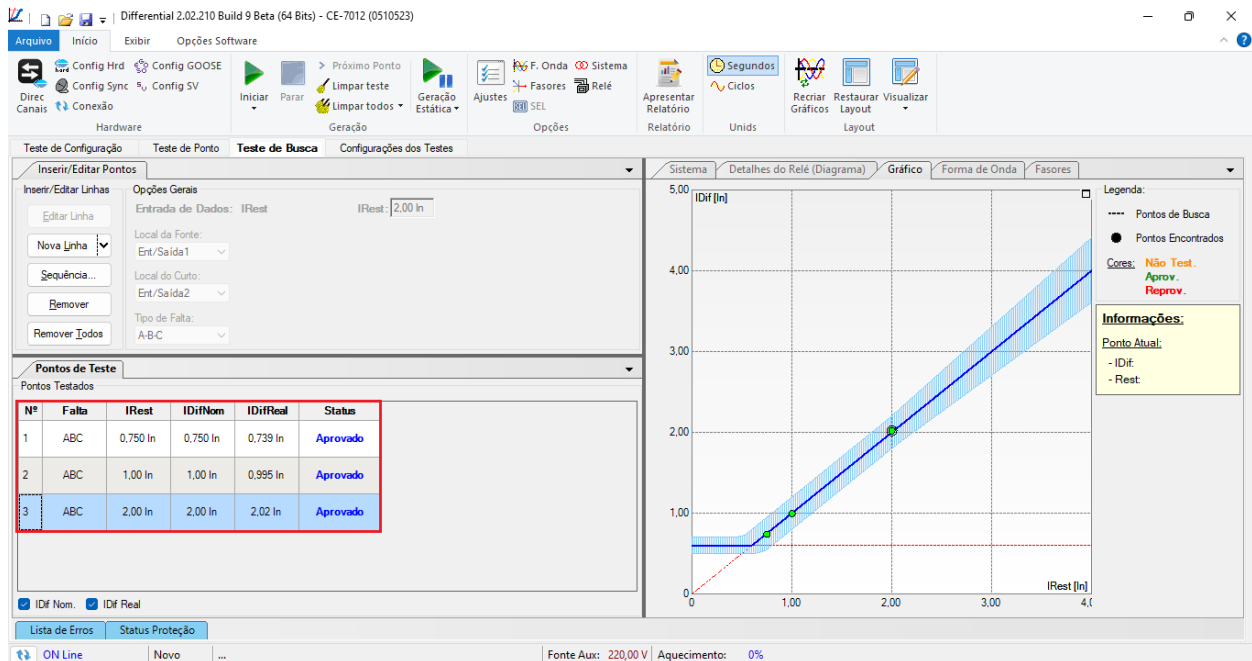 Differential 2.02.210 Build 9 Beta (64 Bits) - CE-7012 (0510523)
Arquivo Início Exibir Opções Software
Direc Canais
Config Hrd
Config Sync
Conexão
Config GOOSE
Config SV
Hardware
Iniciar
Parar
Próximo Ponto
Limpar teste
Limpar todos
Geração Estática
Geração
Ajustes
F. Onda
Fasores
SEL
Sistema
Relé
Opções
Apresentar Relatório
Relatório
Segundos
Ciclos
Unids
Recriar Gráficos
Restaurar Layout
Visualizar
Layout
Teste de Configuração Teste de Ponto Teste de Busca Configurações dos Testes
Inserir/Editar Pontos
Inserir/Editar Linhas
Editar Linha
Nova Linha
Sequência...
Remover
Remover Todos
Opções Gerais
Entrada de Dados: IRest IRest: 2,00 In
Local da Fonte:
Ent/Saída1
Local do Curto:
Ent/Saída2
Tipo de Falta:
A-B-C
Pontos de Teste
Pontos Testados
Nº Falta IRest IDifNom IDifReal Status
1 ABC 0,750 In 0,750 In 0,739 In Aprovado
2 ABC 1,00 In 1,00 In 0,995 In Aprovado
3 ABC 2,00 In 2,00 In 2,02 In Aprovado
IDif Nom. IDif Real
Sistema Detalhes do Relé (Diagrama) Gráfico Forma de Onda Fasores
5,00
IDif [In]
4,00
3,00
2,00
1,00
0
IRest [In]
0 1,00 2,00 3,00 4,(
Legenda:
Pontos de Busca
Pontos Encontrados
Cores: Não Test.
Aprov.
Reprov.
Informações:
Ponto Atual:
- IDif:
- Rest:
Lista de Erros Status Proteção
ON Line Novo ... Fonte Aux: 220,00 V Aquecimento: 0%